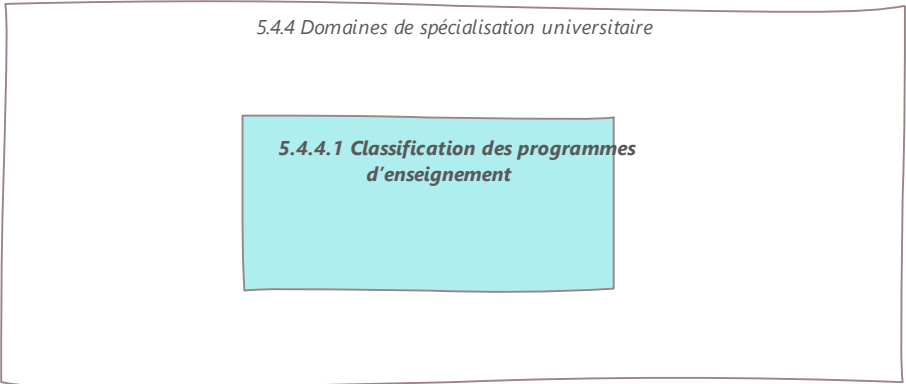 5.4.4 Domaines de spécialisation universitaire
5.4.4.1 Classification des programmes
d’enseignement